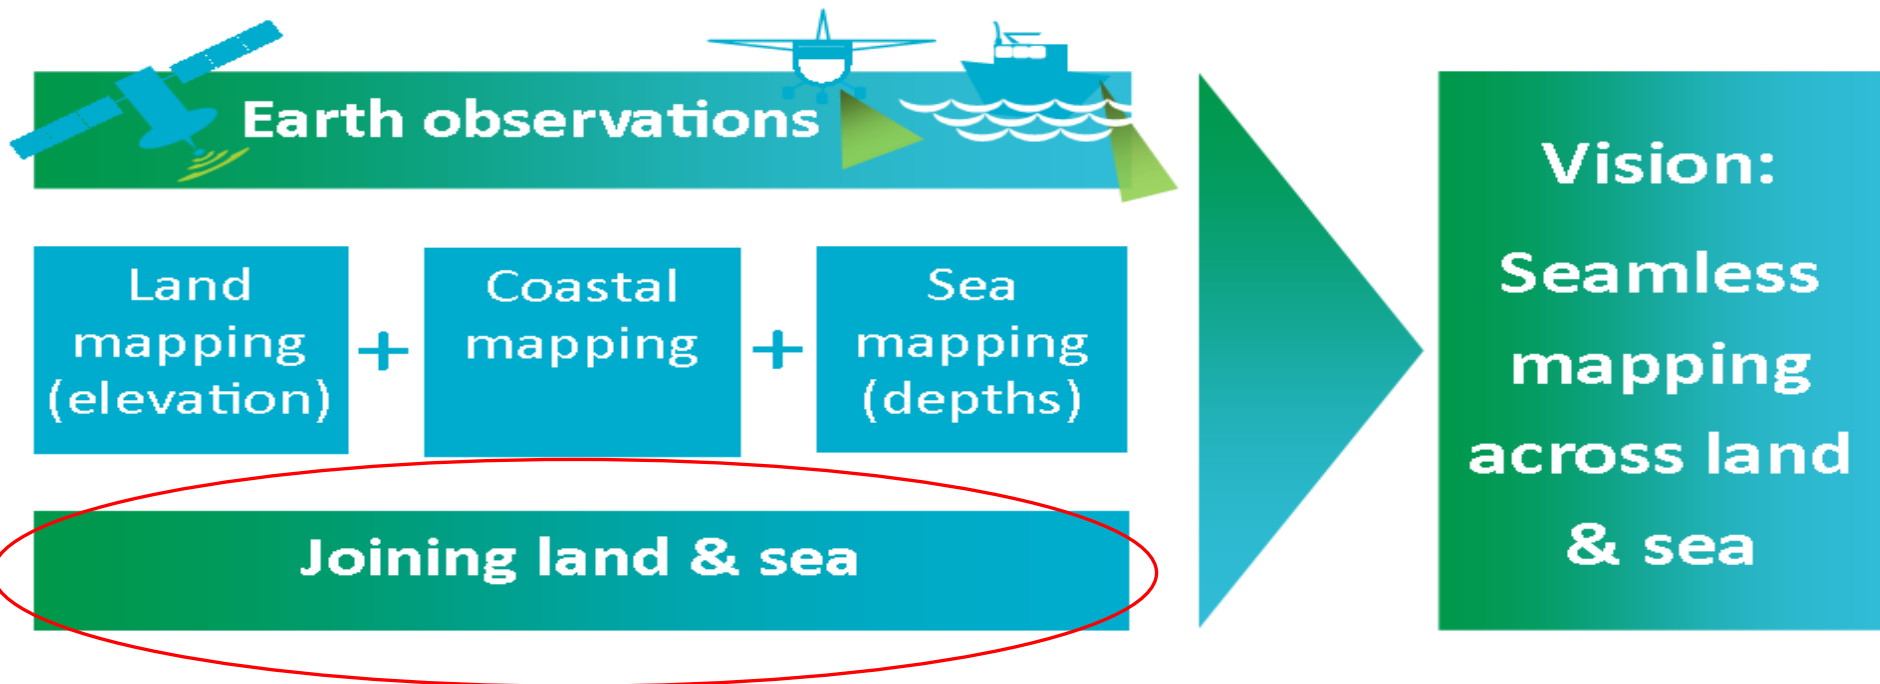 Earth observations
Land
mapping
(elevation)
+
Coastal
mapping
+
Sea
mapping
(depths)
Joining land & sea
Vision:
Seamless
mapping
across land
& sea